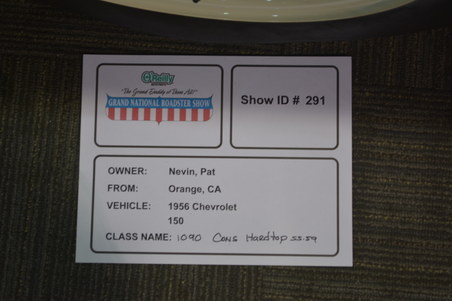 O'Reilly
"The Grand Daddy of Them All"
GRAND NATIONAL ROADSTER SHOW
Show ID # 291
OWNER: Nevin, Pat
FROM: Orange, CA
VEHICLE: 1956 Chevrolet
150
CLASS NAME: 1090 Cons Hardtop 55-59